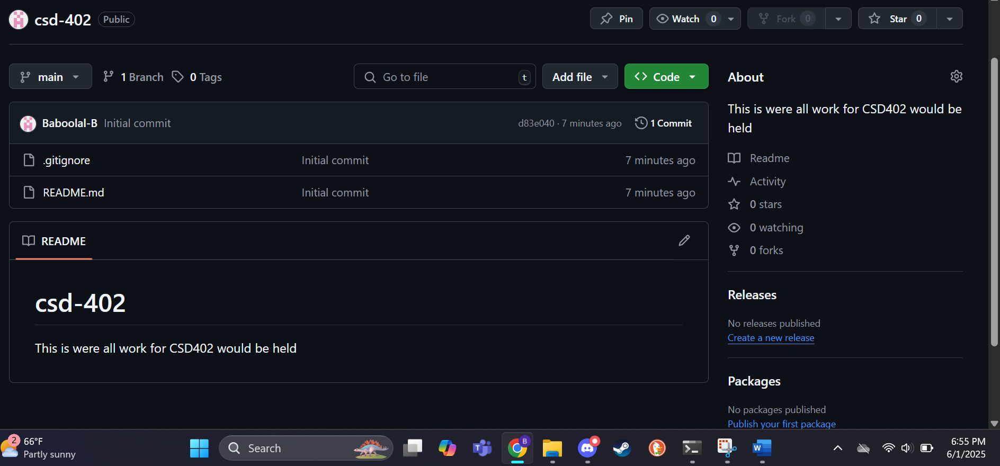 csd-402 Public Pin Watch 0 Fork 0 Star 0
main 1 Branch 0 Tags Go to file t Add file Code
Baboolal-B Initial commit d83e040 · 7 minutes ago 1 Commit
.gitignore Initial commit 7 minutes ago
README.md Initial commit 7 minutes ago
README
csd-402
This is were all work for CSD402 would be held
About
This is were all work for CSD402 would be
held
Readme
Activity
0 stars
0 watching
0 forks
Releases
No releases published
Create a new release
Packages
No packages published
Publish your first package
2 66°F
Partly sunny
Search
T
B
W
6:55 PM
6/1/2025